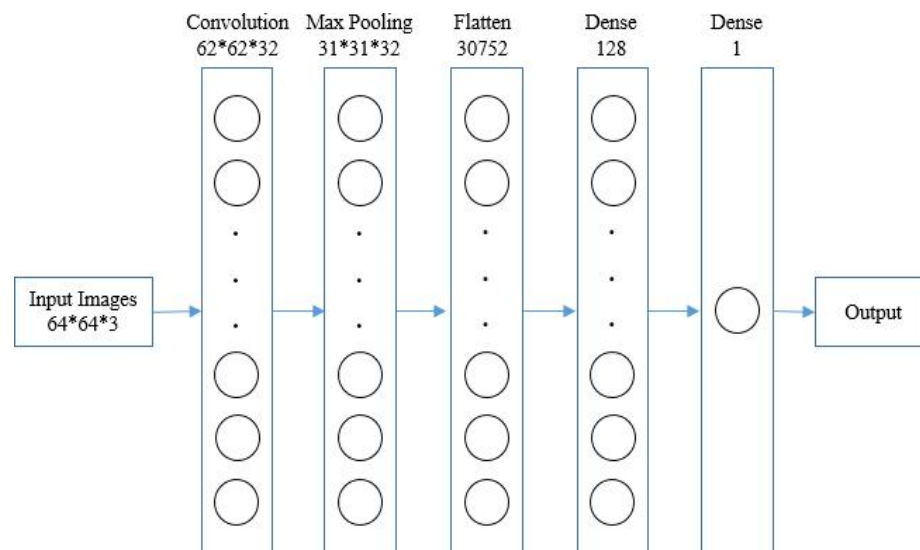 Convolution
62*62*32
Max Pooling
31*31*32
Flatten
30752
Dense
128
Dense
1
Input Images
64*64*3
Output